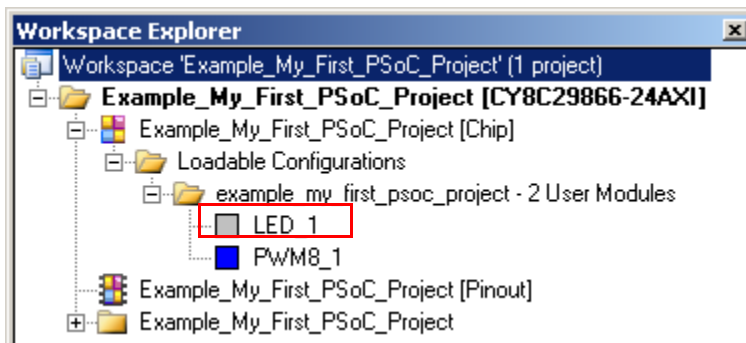 Workspace Explorer
Workspace 'Example_My_First_PSoC_Project' (1 project)
Example_My_First_PSoC_Project [CY8C29866-24AXI]
Example_My_First_PSoC_Project [Chip]
Loadable Configurations
example_my_first_psoc_project - 2 User Modules
LED_1
PWM8_1
Example_My_First_PSoC_Project [Pinout]
Example_My_First_PSoC_Project